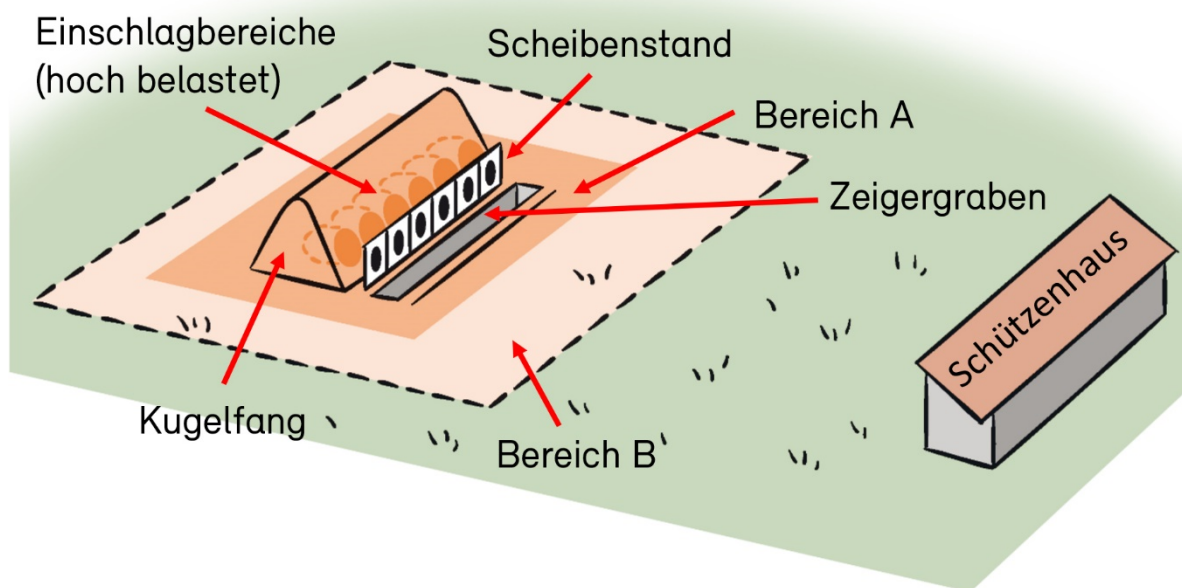 Einschlagbereiche
(hoch belastet)
Scheibenstand
Bereich A
Zeigergraben
Schützenhaus
Kugelfang
Bereich B